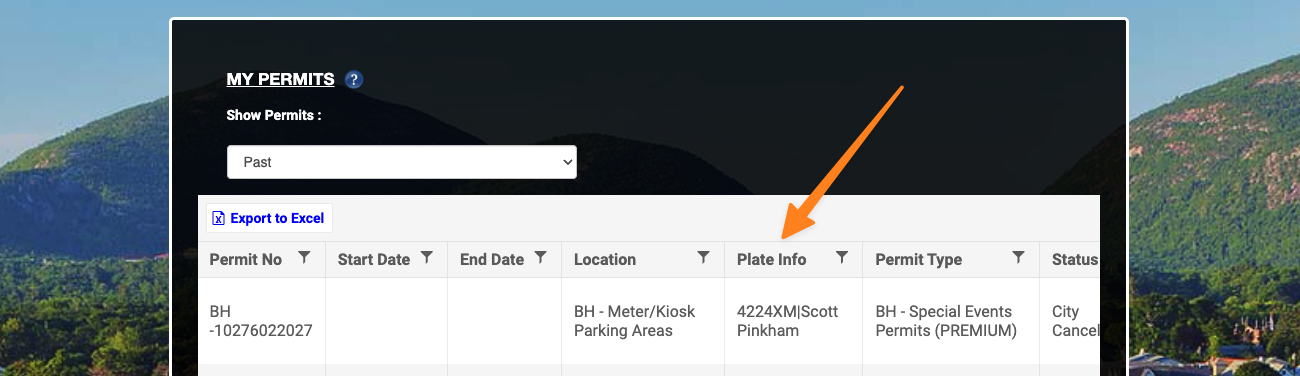 MY PERMITS ?
Show Permits :
Past
Export to Excel
Permit No Start Date End Date Location Plate Info Permit Type Status
BH BH - Meter/Kiosk 4224XM|Scott BH - Special Events City
-10276022027 Parking Areas Pinkham Permits (PREMIUM) Cancel